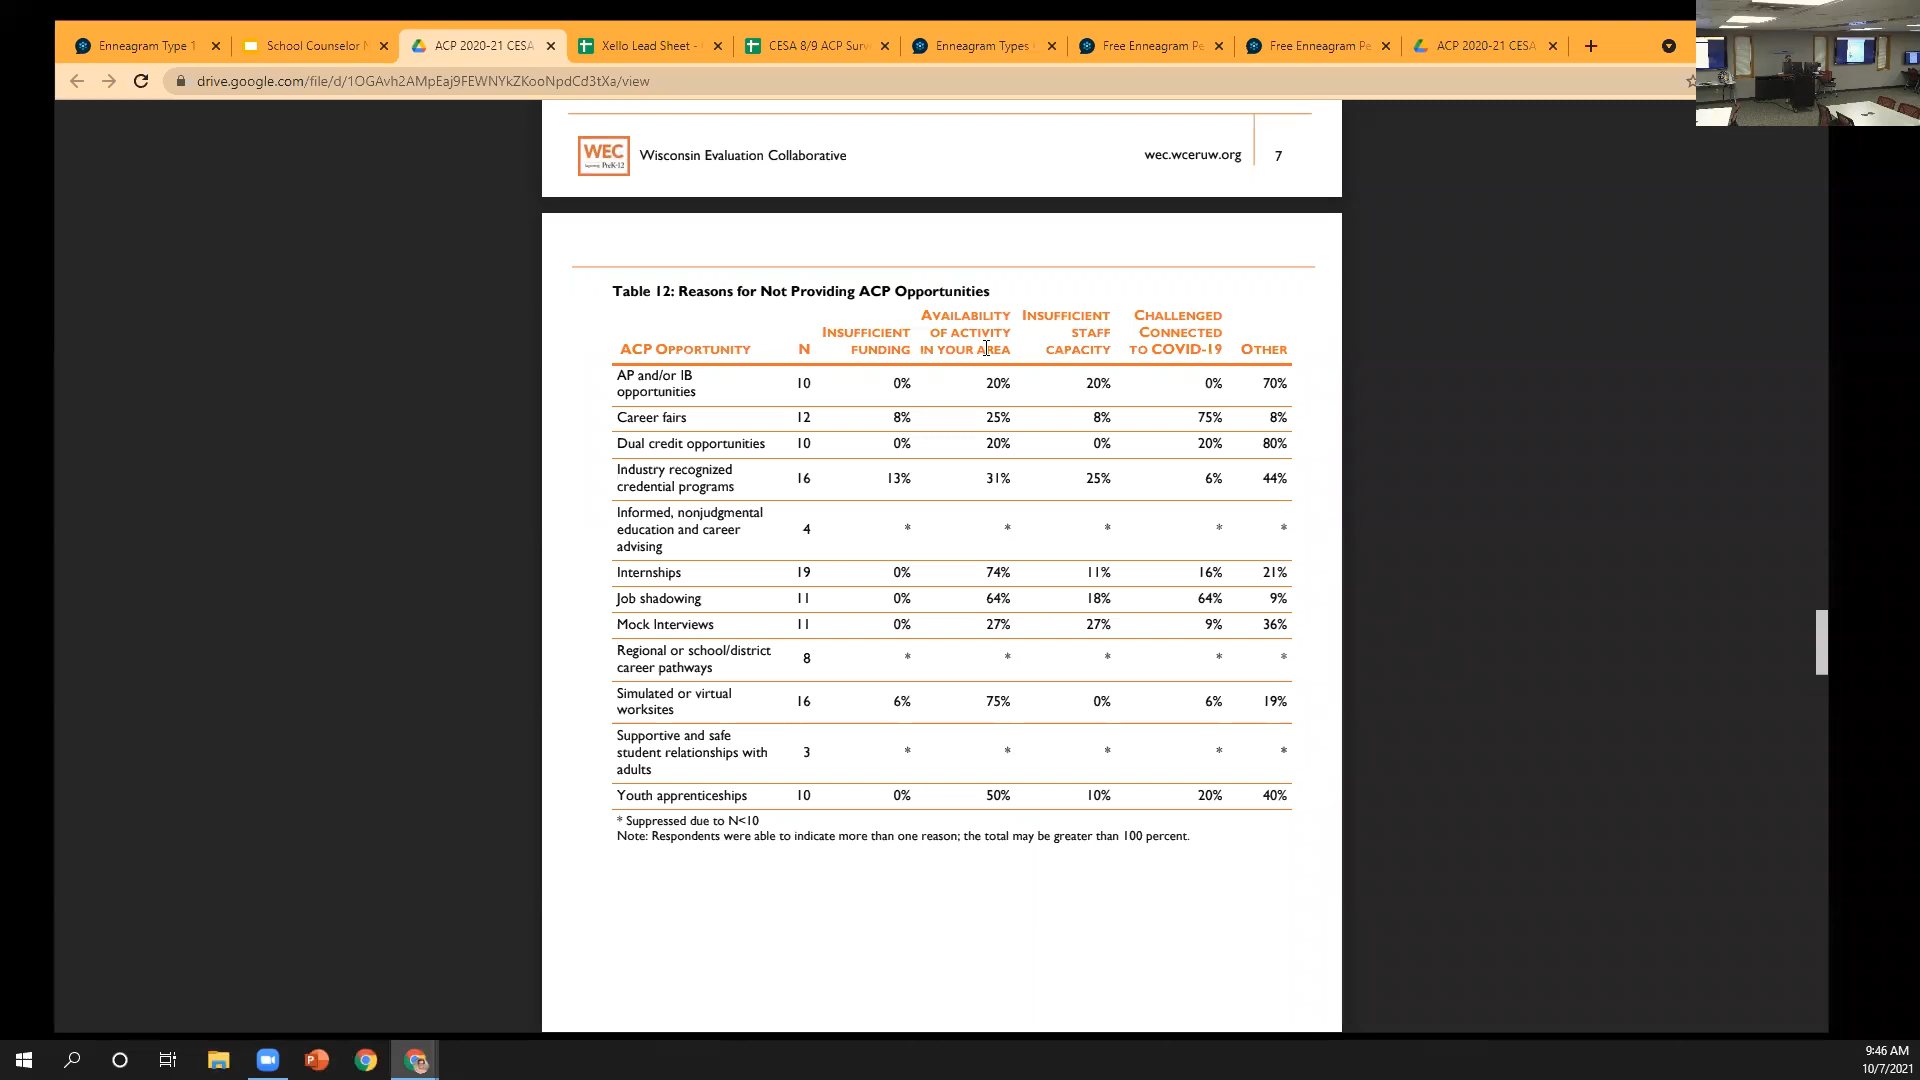 Enneagram Type 1
School Counselor
ACP 2020-21 CESA
Xello Lead Sheet -
CESA 8/9 ACP Surv
Enneagram Types
Free Enneagram Pe
Free Enneagram Pe
ACP 2020-21 CESA
drive.google.com/file/d/1OGAvh2AMpEaj9FEWNYkZKooNpdCd3tXa/view
WEC
PreK-12
Wisconsin Evaluation Collaborative
wec.wceruw.org
7
Table 12: Reasons for Not Providing ACP Opportunities
ACP OPPORTUNITY N INSUFFICIENT FUNDING AVAILABILITY OF ACTIVITY IN YOUR AREA INSUFFICIENT STAFF CAPACITY CHALLENGED CONNECTED TO COVID-19 OTHER
AP and/or IB opportunities 10 0% 20% 20% 0% 70%
Career fairs 12 8% 25% 8% 75% 8%
Dual credit opportunities 10 0% 20% 0% 20% 80%
Industry recognized credential programs 16 13% 31% 25% 6% 44%
Informed, nonjudgmental education and career advising 4 * * * * *
Internships 19 0% 74% 11% 16% 21%
Job shadowing 11 0% 64% 18% 64% 9%
Mock Interviews 11 0% 27% 27% 9% 36%
Regional or school/district career pathways 8 * * * * *
Simulated or virtual worksites 16 6% 75% 0% 6% 19%
Supportive and safe student relationships with adults 3 * * * * *
Youth apprenticeships 10 0% 50% 10% 20% 40%
* Suppressed due to N<10
Note: Respondents were able to indicate more than one reason; the total may be greater than 100 percent.
9:46 AM
10/7/2021